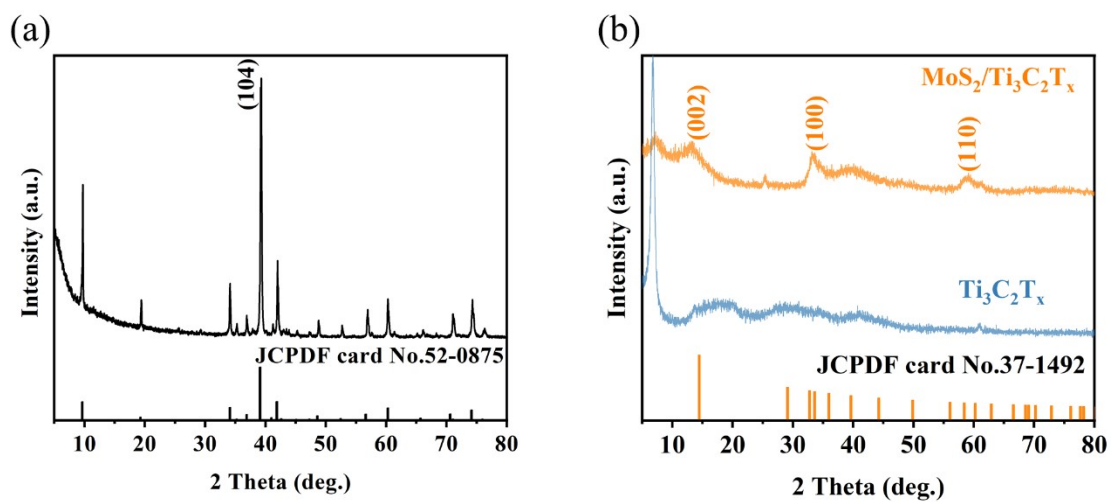 (a)
(104)
Intensity (a.u.)
JCPDF card No.52-0875
10 20 30 40 50 60 70 80
2 Theta (deg.)
(b)
MoS₂/Ti₃C₂Tₓ
(002)
(100)
(110)
Intensity (a.u.)
Ti₃C₂Tₓ
JCPDF card No.37-1492
10 20 30 40 50 60 70 80
2 Theta (deg.)